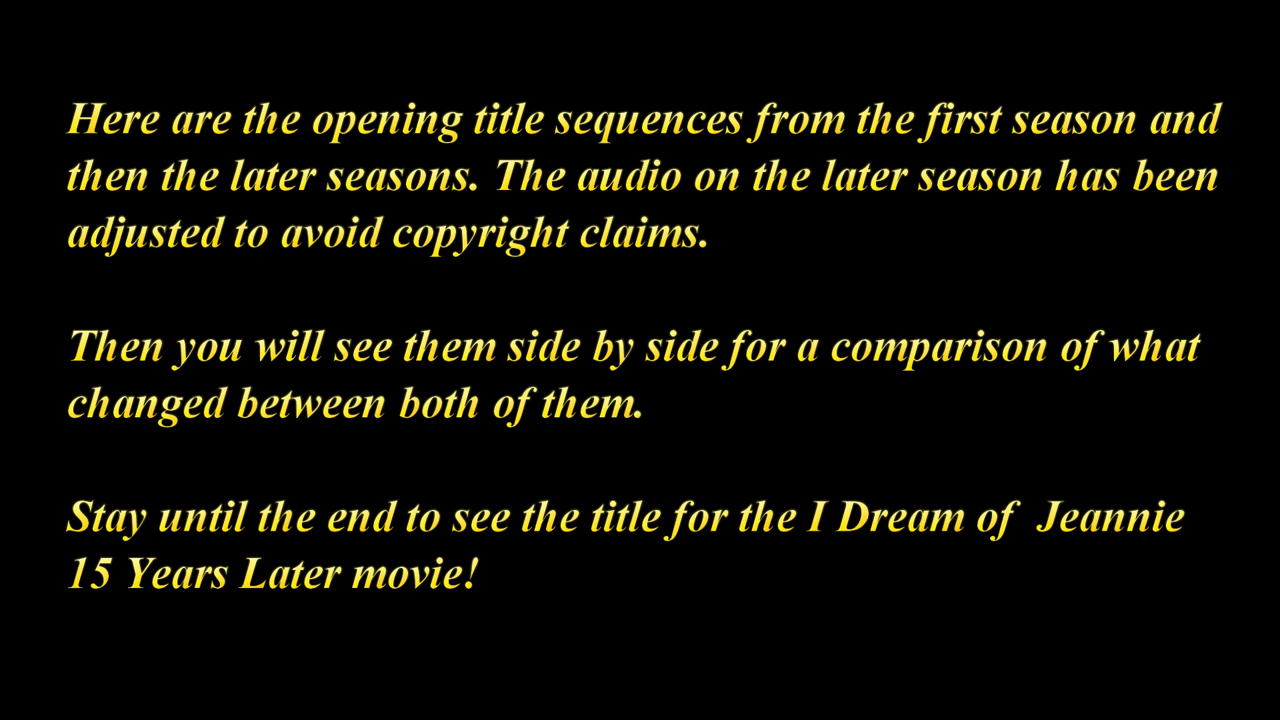 Here are the opening title sequences from the first season and
then the later seasons. The audio on the later season has been
adjusted to avoid copyright claims.
Then you will see them side by side for a comparison of what
changed between both of them.
Stay until the end to see the title for the I Dream of  Jeannie
15 Years Later movie!